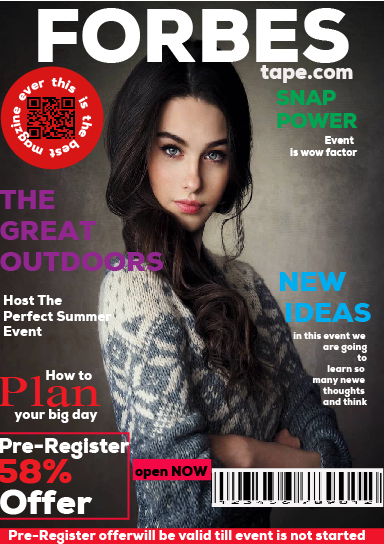 FORBES
tape.com
ever this is the best magzine
SNAP
POWER
Event
is wow factor
THE
GREAT
OUTDOORS
NEW
IDEAS
Host The
Perfect Summer
Event
in this event we
are going
to
learn so
many newe
thoughts
and think
How to
Plan
your big day
Pre-Register
58%
Offer
open NOW
Pre-Register offerwill be valid till event is not started